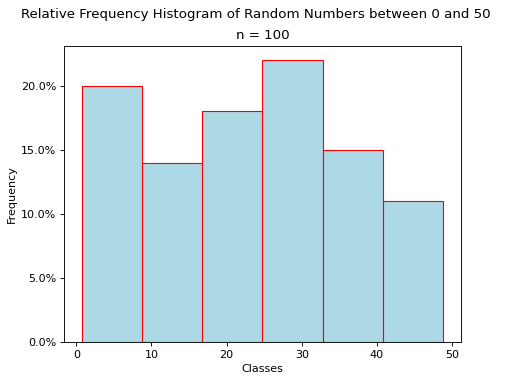 Relative Frequency Histogram of Random Numbers between 0 and 50
n = 100
20.0%
15.0%
10.0%
5.0%
0.0%
Frequency
0 10 20 30 40 50
Classes